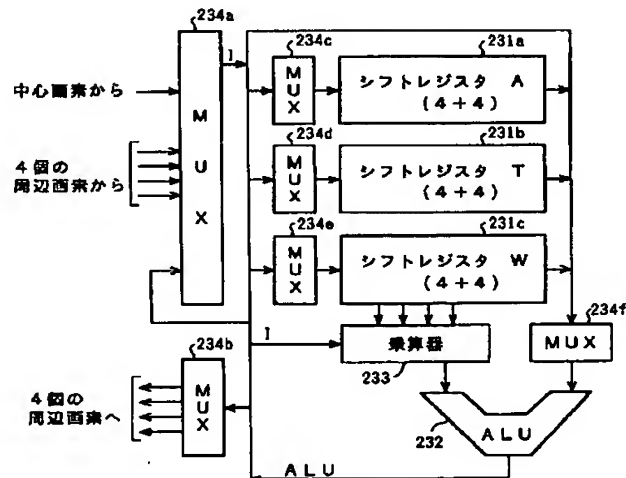 234a
234c
231a
I
MUX
シフトレジスタ A
(4+4)
中心画素から
MUX
234d
231b
MUX
シフトレジスタ T
(4+4)
4個の
周辺画素から
234e
231c
MUX
シフトレジスタ W
(4+4)
234f
234b
I
乗算器
MUX
233
4個の
周辺画素へ
MUX
232
ALU
ALU